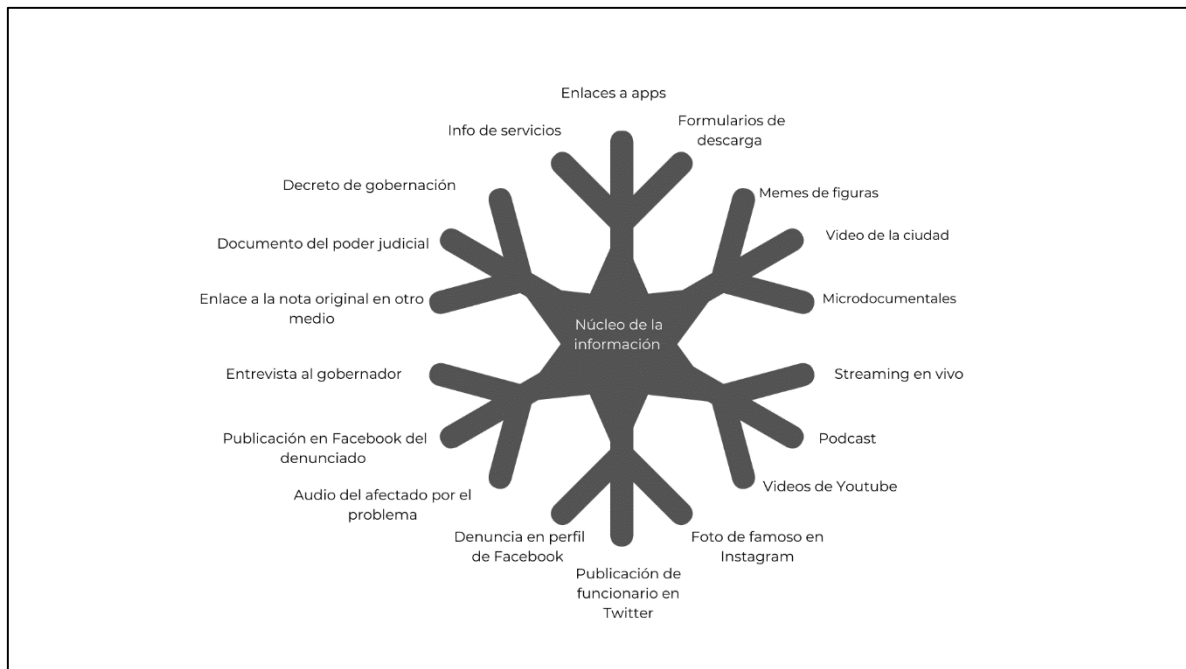 Enlaces a apps
Formularios de
descarga
Info de servicios
Decreto de gobernación
Memes de figuras
Documento del poder judicial
Video de la ciudad
Enlace a la nota original en otro
medio
Microdocumentales
Núcleo de la
información
Entrevista al gobernador
Streaming en vivo
Publicación en Facebook del
denunciado
Podcast
Audio del afectado por el
problema
Videos de Youtube
Denuncia en perfil
de Facebook
Foto de famoso en
Instagram
Publicación de
funcionario en
Twitter